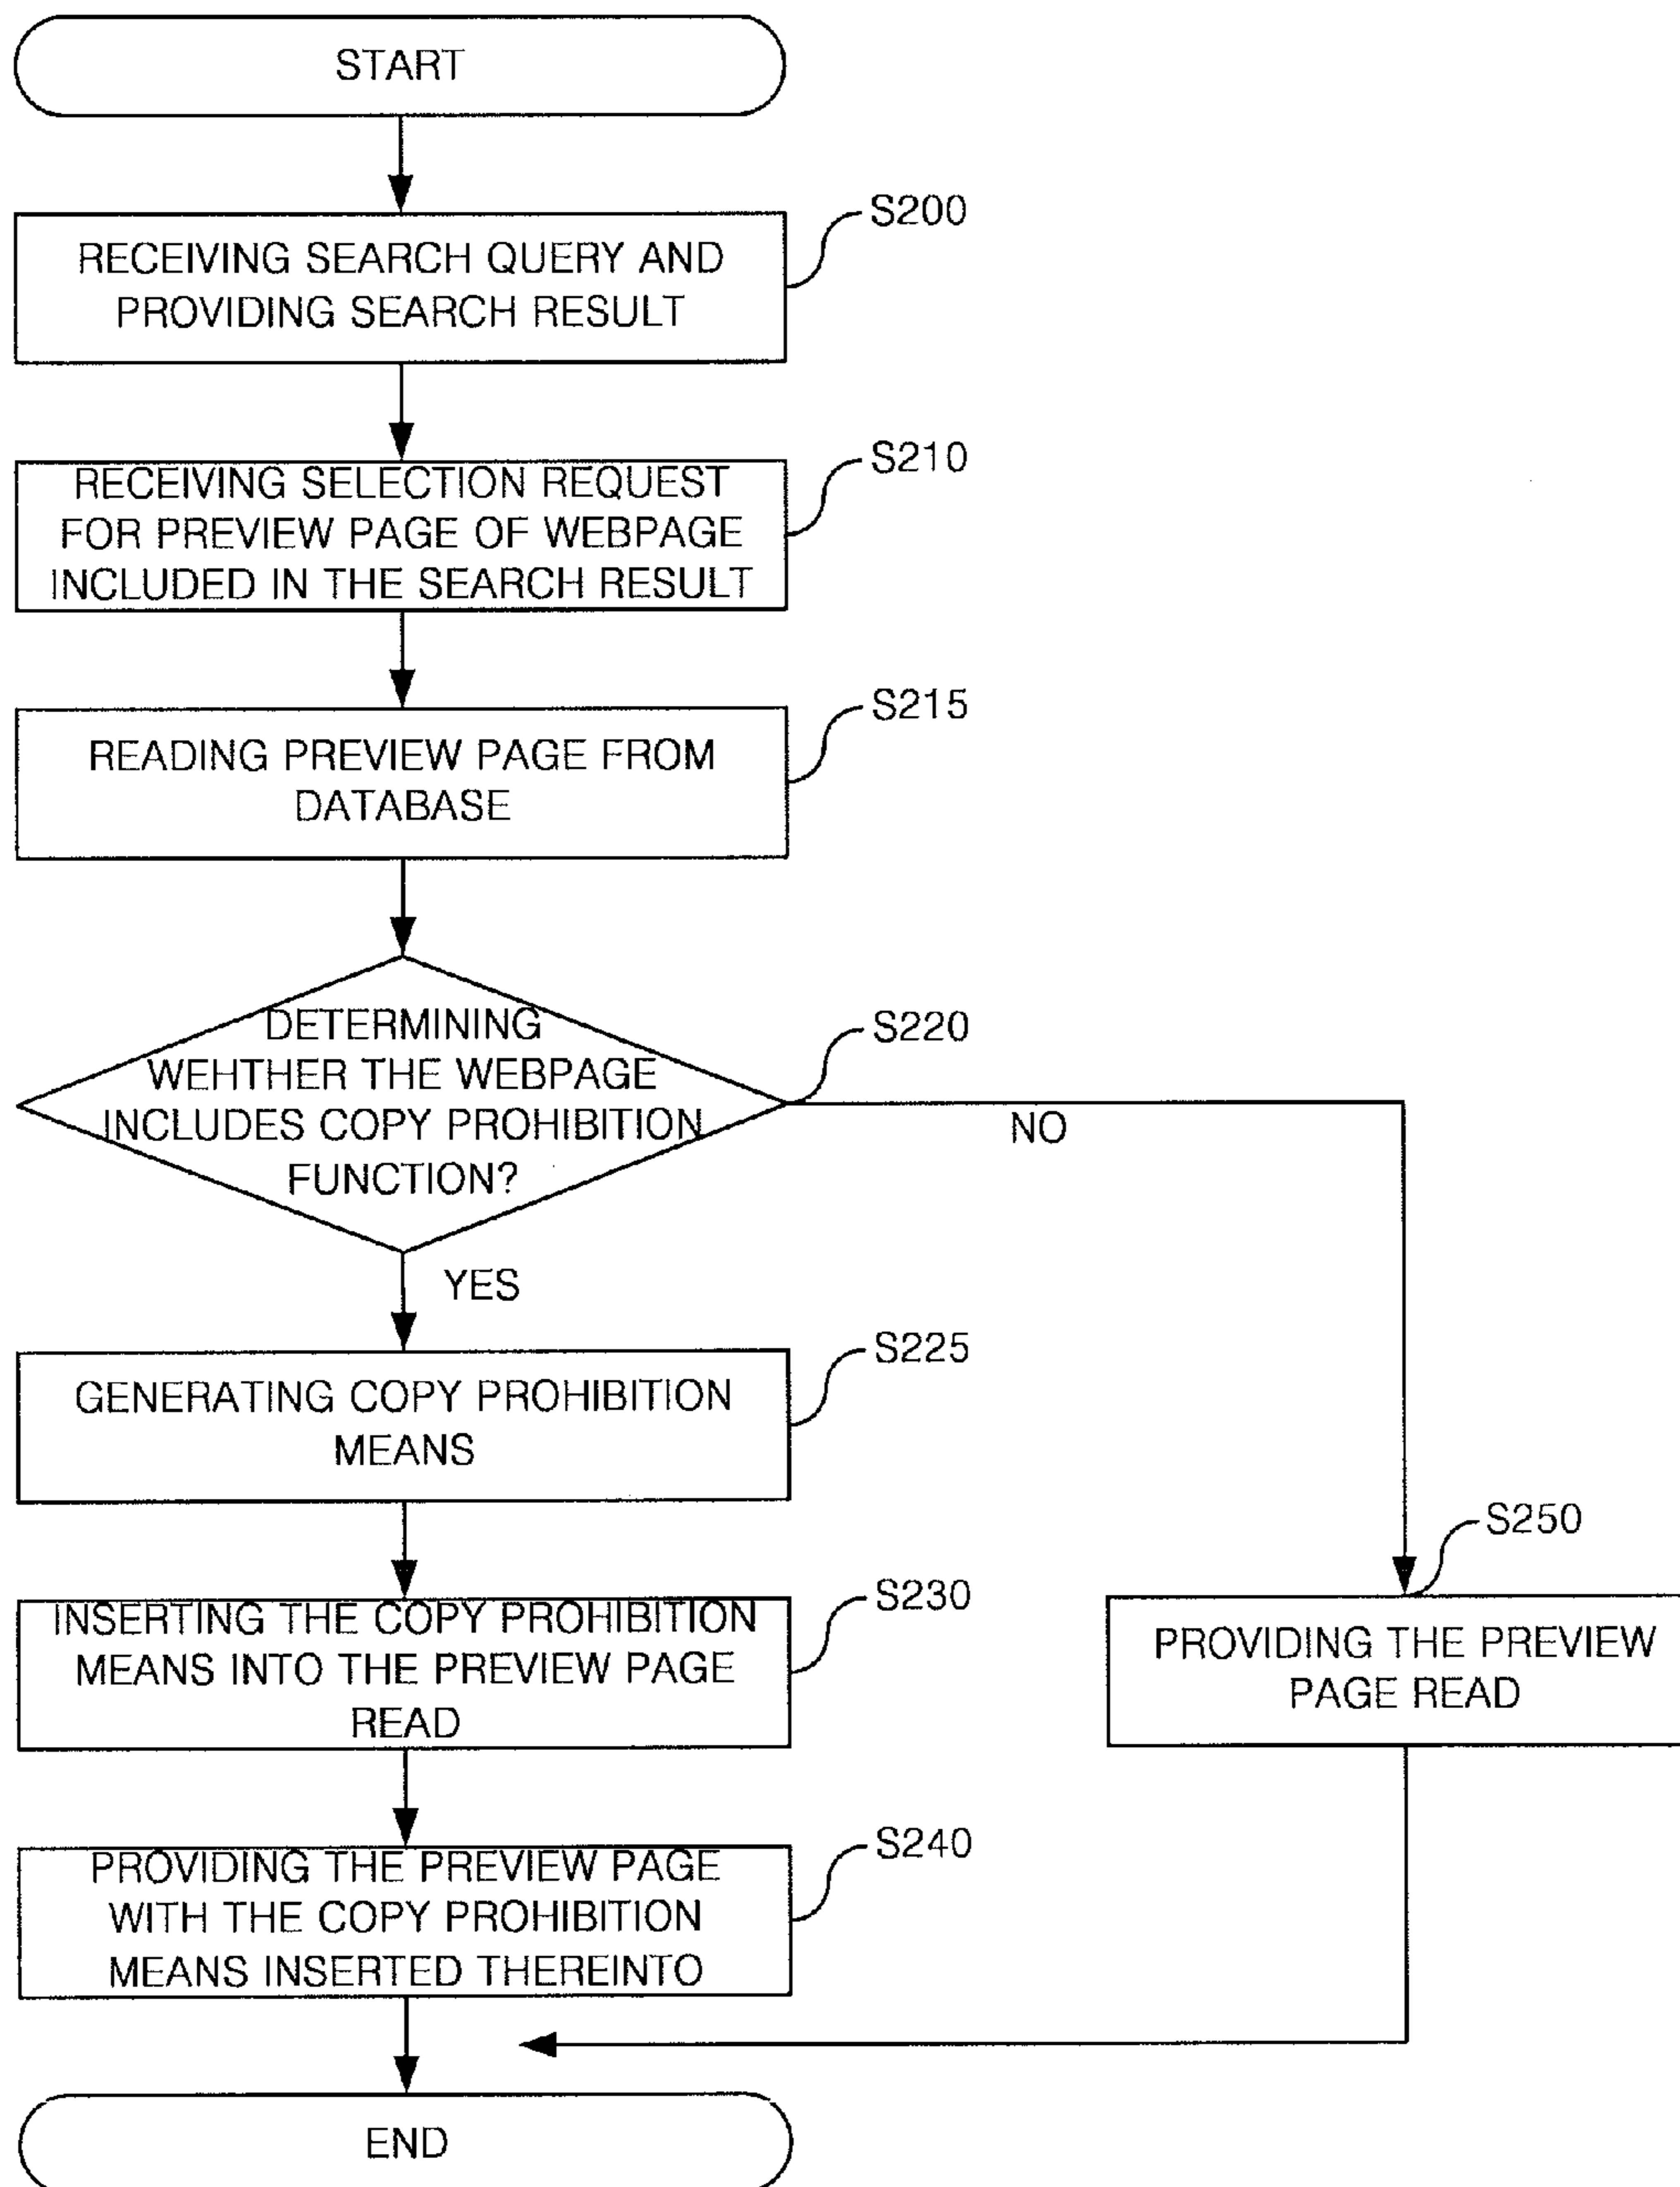 START
S200
RECEIVING SEARCH QUERY AND
PROVIDING SEARCH RESULT
S210
RECEIVING SELECTION REQUEST
FOR PREVIEW PAGE OF WEBPAGE
INCLUDED IN THE SEARCH RESULT
S215
READING PREVIEW PAGE FROM
DATABASE
S220
DETERMINING
WEHTHER THE WEBPAGE
INCLUDES COPY PROHIBITION
FUNCTION?
NO
YES
S225
GENERATING COPY PROHIBITION
MEANS
S230
INSERTING THE COPY PROHIBITION
MEANS INTO THE PREVIEW PAGE
READ
S250
PROVIDING THE PREVIEW
PAGE READ
S240
PROVIDING THE PREVIEW PAGE
WITH THE COPY PROHIBITION
MEANS INSERTED THEREINTO
END